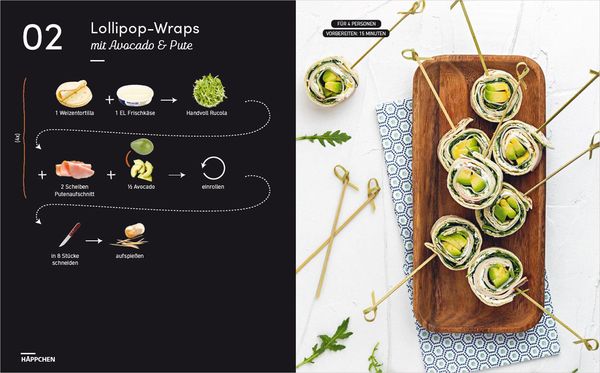 02
Lollipop-Wraps
mit Avocado & Pute
(4x)
1 Weizentortilla
+
1 EL Frischkäse
Handvoll Rucola
+
2 Scheiben
Putenaufschnitt
+
½ Avocado
einrollen
In 8 Stücke
schneiden
aufspießen
HÄPPCHEN
FÜR 4 PERSONEN
VORBEREITEN: 15 MINUTEN